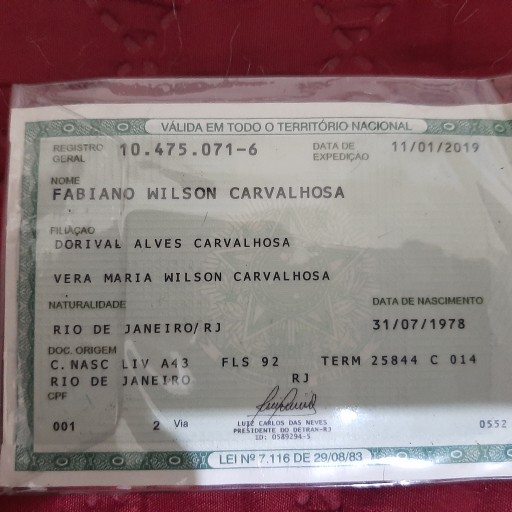 VÁLIDA EM TODO O TERRITÓRIO NACIONAL
REGISTRO GERAL 10.475.071-6 DATA DE EXPEDIÇÃO 11/01/2019
NOME
FABIANO WILSON CARVALHOSA
FILIAÇÃO
DORIVAL ALVES CARVALHOSA
VERA MARIA WILSON CARVALHOSA
NATURALIDADE DATA DE NASCIMENTO
RIO DE JANEIRO/RJ 31/07/1978
DOC. ORIGEM
C.NASC LIV A43 FLS 92 TERM 25844 C 014
RIO DE JANEIRO RJ
CPF
001 2 Via
LUIZ CARLOS DAS NEVES
PRESIDENTE DO DETRAN-RJ
ID: 0589294-5
0552
LEI Nº 7.116 DE 29/08/83